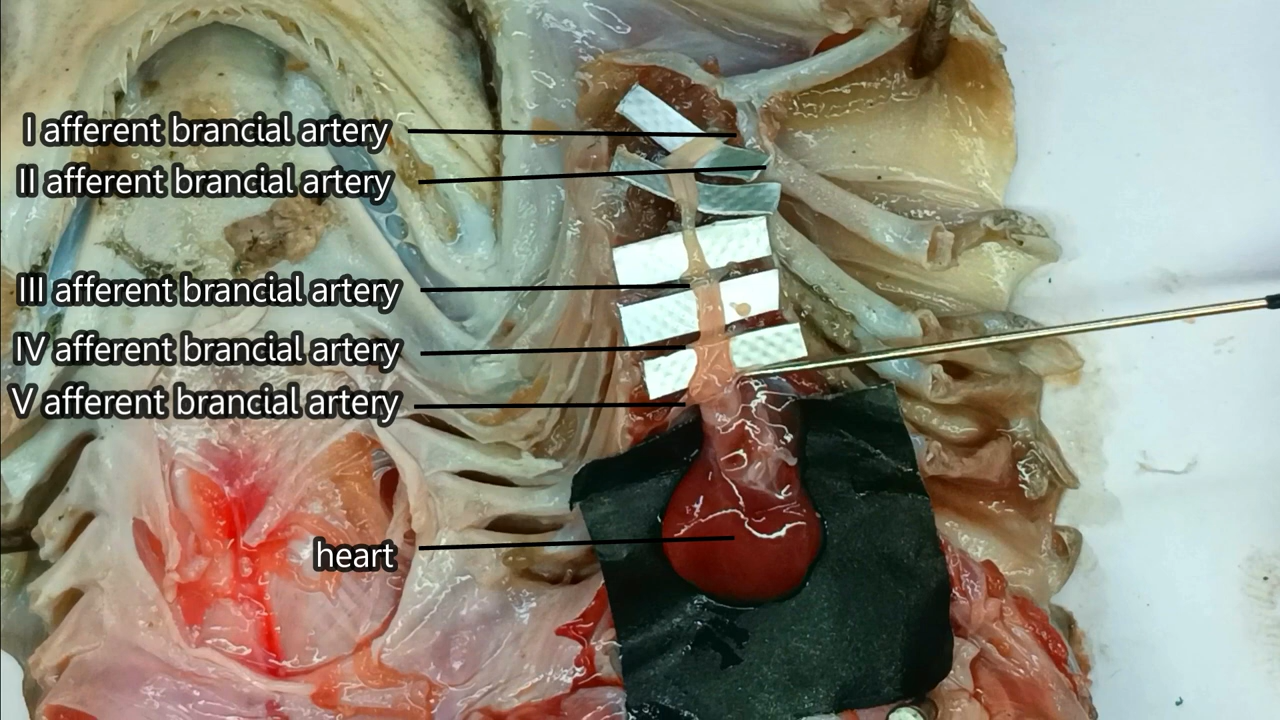 I afferent brancial artery
II afferent brancial artery
III afferent brancial artery
IV afferent brancial artery
V afferent brancial artery
heart